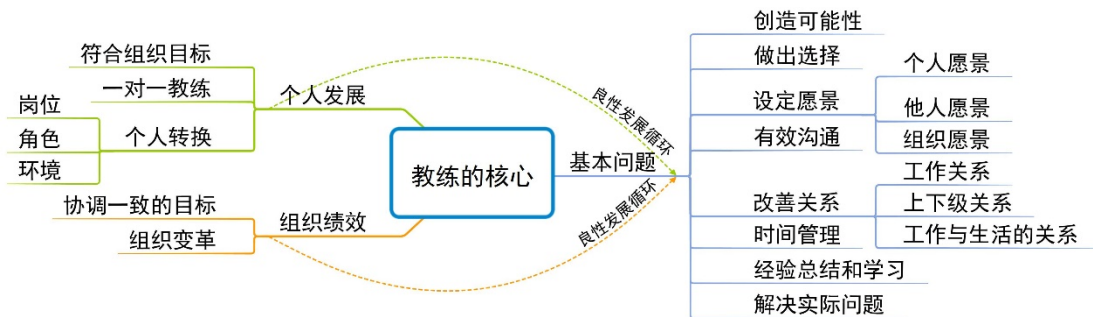 教练的核心
个人发展
符合组织目标
一对一教练
个人转换
岗位
角色
环境
组织绩效
协调一致的目标
组织变革
良性发展循环
良性发展循环
基本问题
创造可能性
做出选择
设定愿景
个人愿景
他人愿景
组织愿景
有效沟通
改善关系
工作关系
上下级关系
工作与生活的关系
时间管理
经验总结和学习
解决实际问题